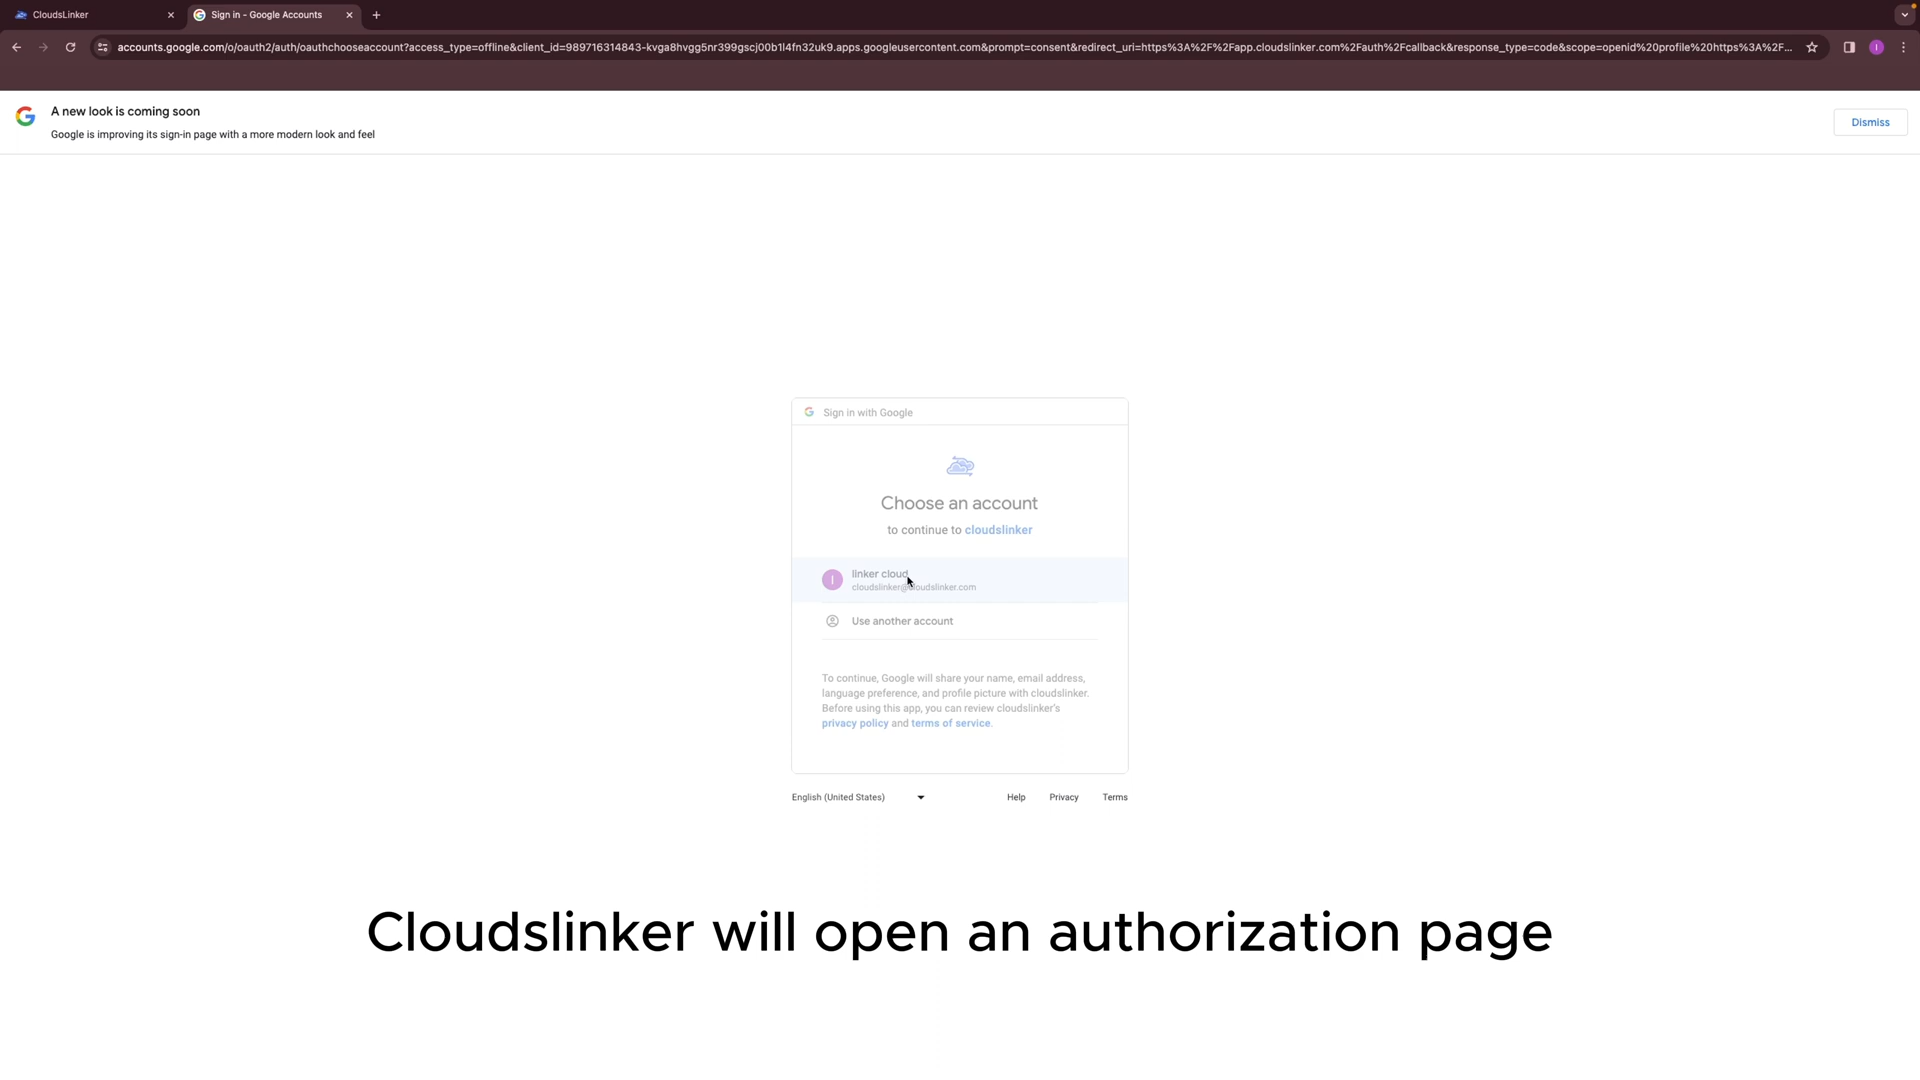 CloudsLinker
Sign in - Google Accounts
accounts.google.com/o/oauth2/auth/oauthchooseaccount?access_type=offline&client_id=989716314843-kvga8hvgg5nr399gscj00b1l4fn32uk9.apps.googleusercontent.com&prompt=consent&redirect_uri=https%3A%2F%2Fapp.cloudslinker.com%2Fauth%2Fcallback&response_type=code&scope=openid%20profile%20https%3A%2F...
A new look is coming soon
Google is improving its sign-in page with a more modern look and feel
Dismiss
Sign in with Google
Choose an account
to continue to cloudslinker
l
linker cloud
cloudslinker@cloudslinker.com
Use another account
To continue, Google will share your name, email address,
language preference, and profile picture with cloudslinker.
Before using this app, you can review cloudslinker's
privacy policy and terms of service.
English (United States)
Help Privacy Terms
Cloudslinker will open an authorization page